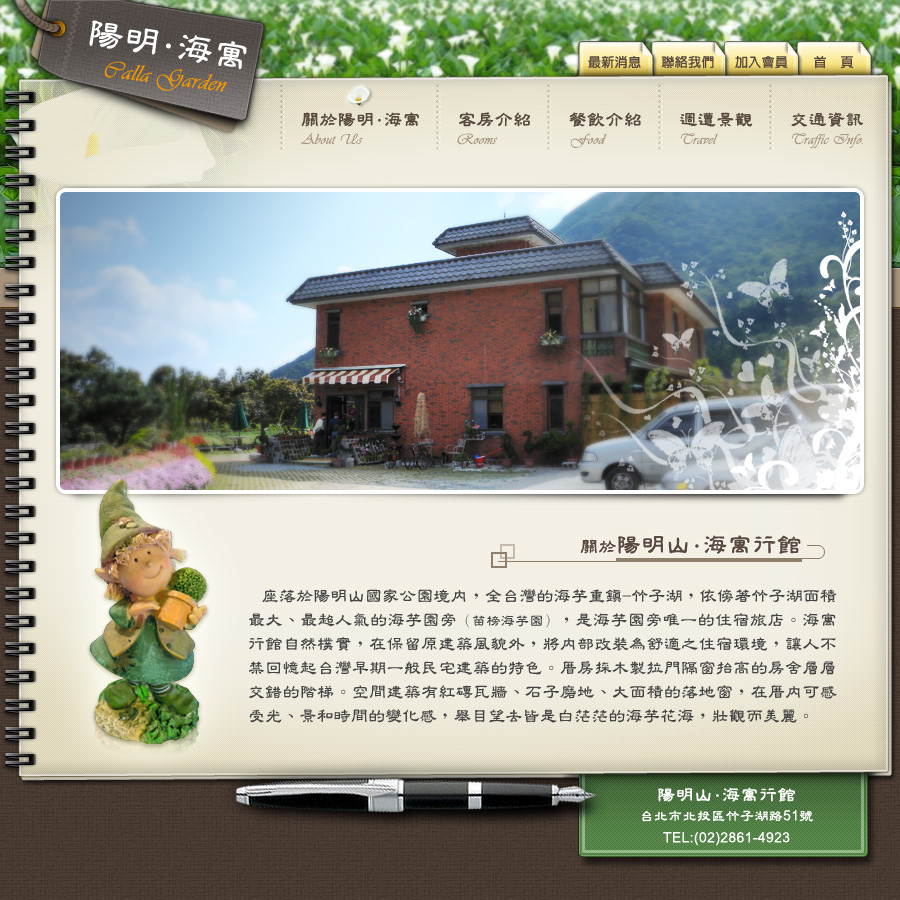 陽明·海寓
Calla Garden
最新消息
聯絡我們
加入會員
首 頁
關於陽明·海寓
About Us
客房介紹
Rooms
餐飲介紹
Food
週遭景觀
Travel
交通資訊
Traffic Info.
關於陽明山·海寓行館
座落於陽明山國家公園境內，全台灣的海芋重鎮–竹子湖，依傍著竹子湖面積
最大、最超人氣的海芋園旁（苗榜海芋園），是海芋園旁唯一的住宿旅店。海寓
行館自然樸實，在保留原建築風貌外，將內部改裝為舒適之住宿環境，讓人不
禁回憶起台灣早期一般民宅建築的特色。厝房採木製拉門隔窗抬高的房舍層層
交錯的階梯。空間建築有紅磚瓦牆、石子磨地、大面積的落地窗，在厝內可感
受光、景和時間的變化感，舉目望去皆是白茫茫的海芋花海，壯觀而美麗。
陽明山·海寓行館
台北市北投區竹子湖路51號
TEL:(02)2861-4923